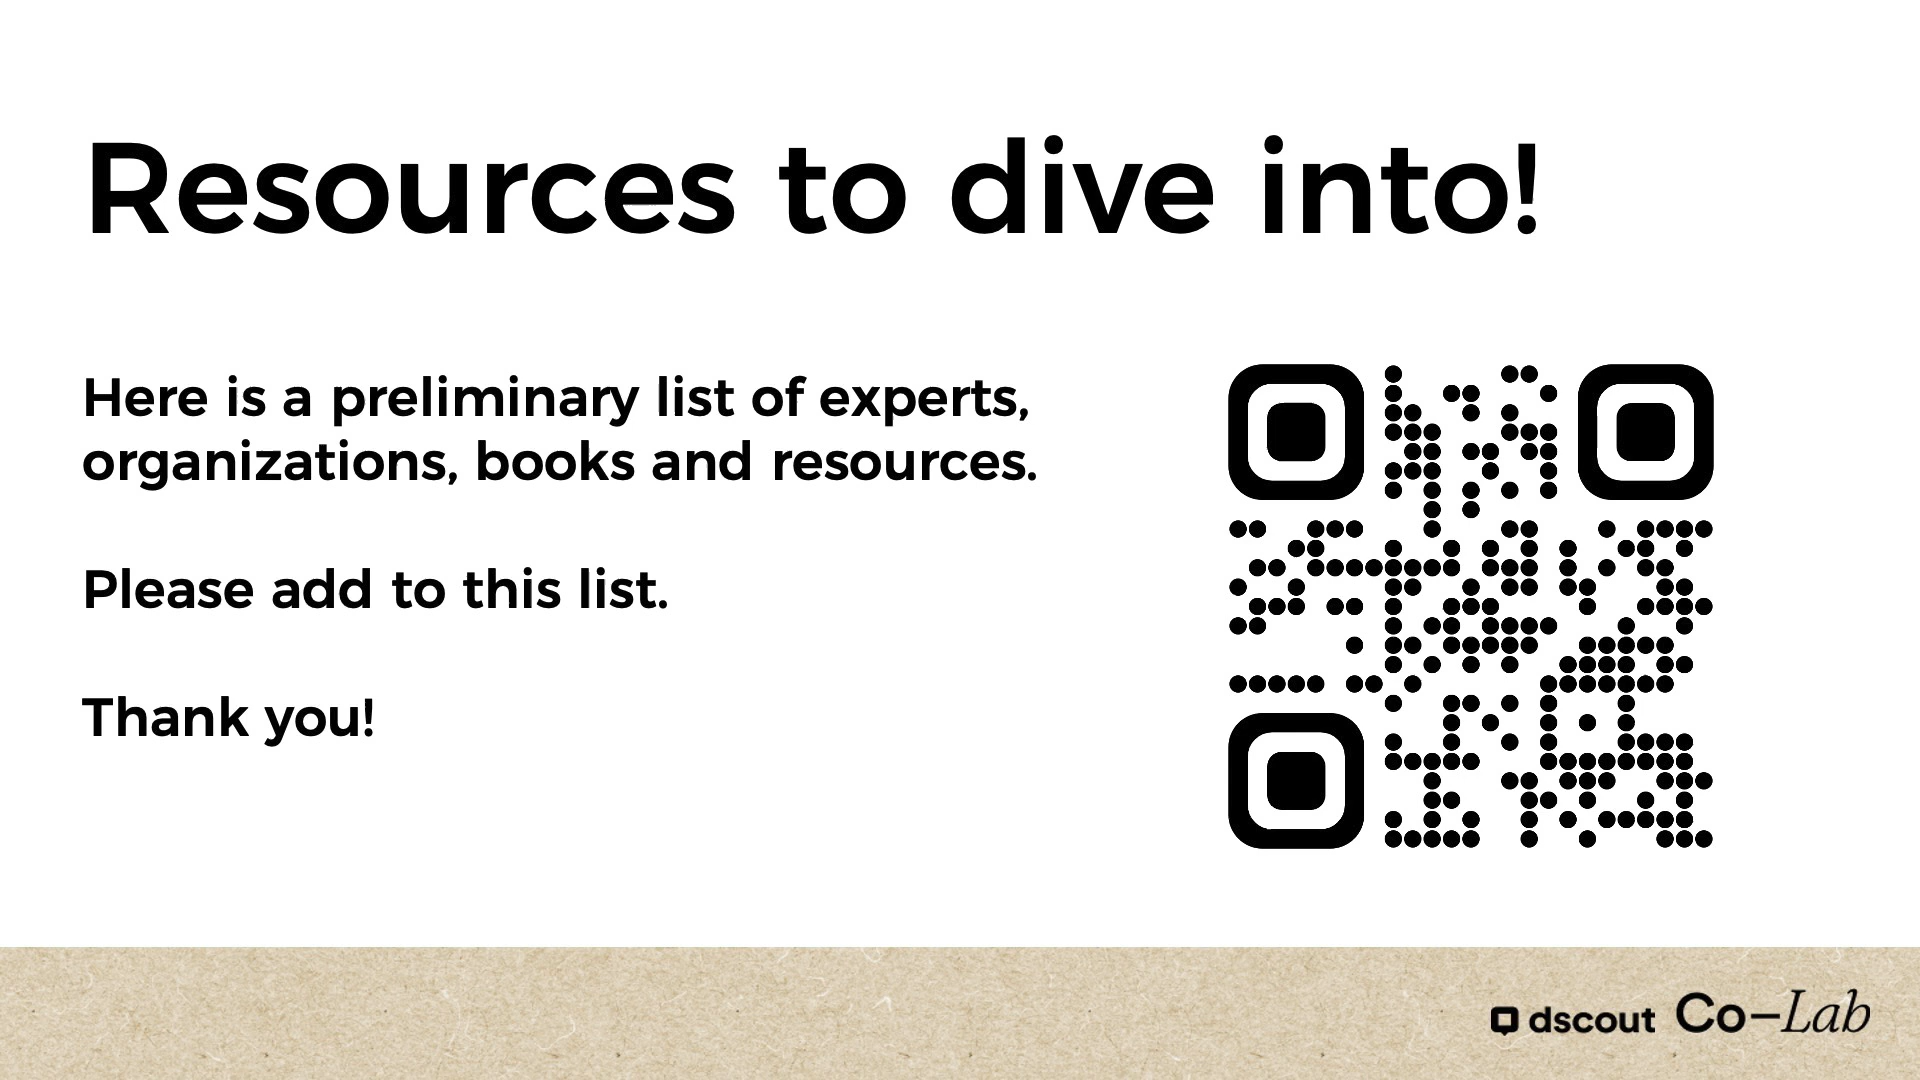 Resources to dive into!
Here is a preliminary list of experts,
organizations, books and resources.
Please add to this list.
Thank you!
dscout Co–Lab